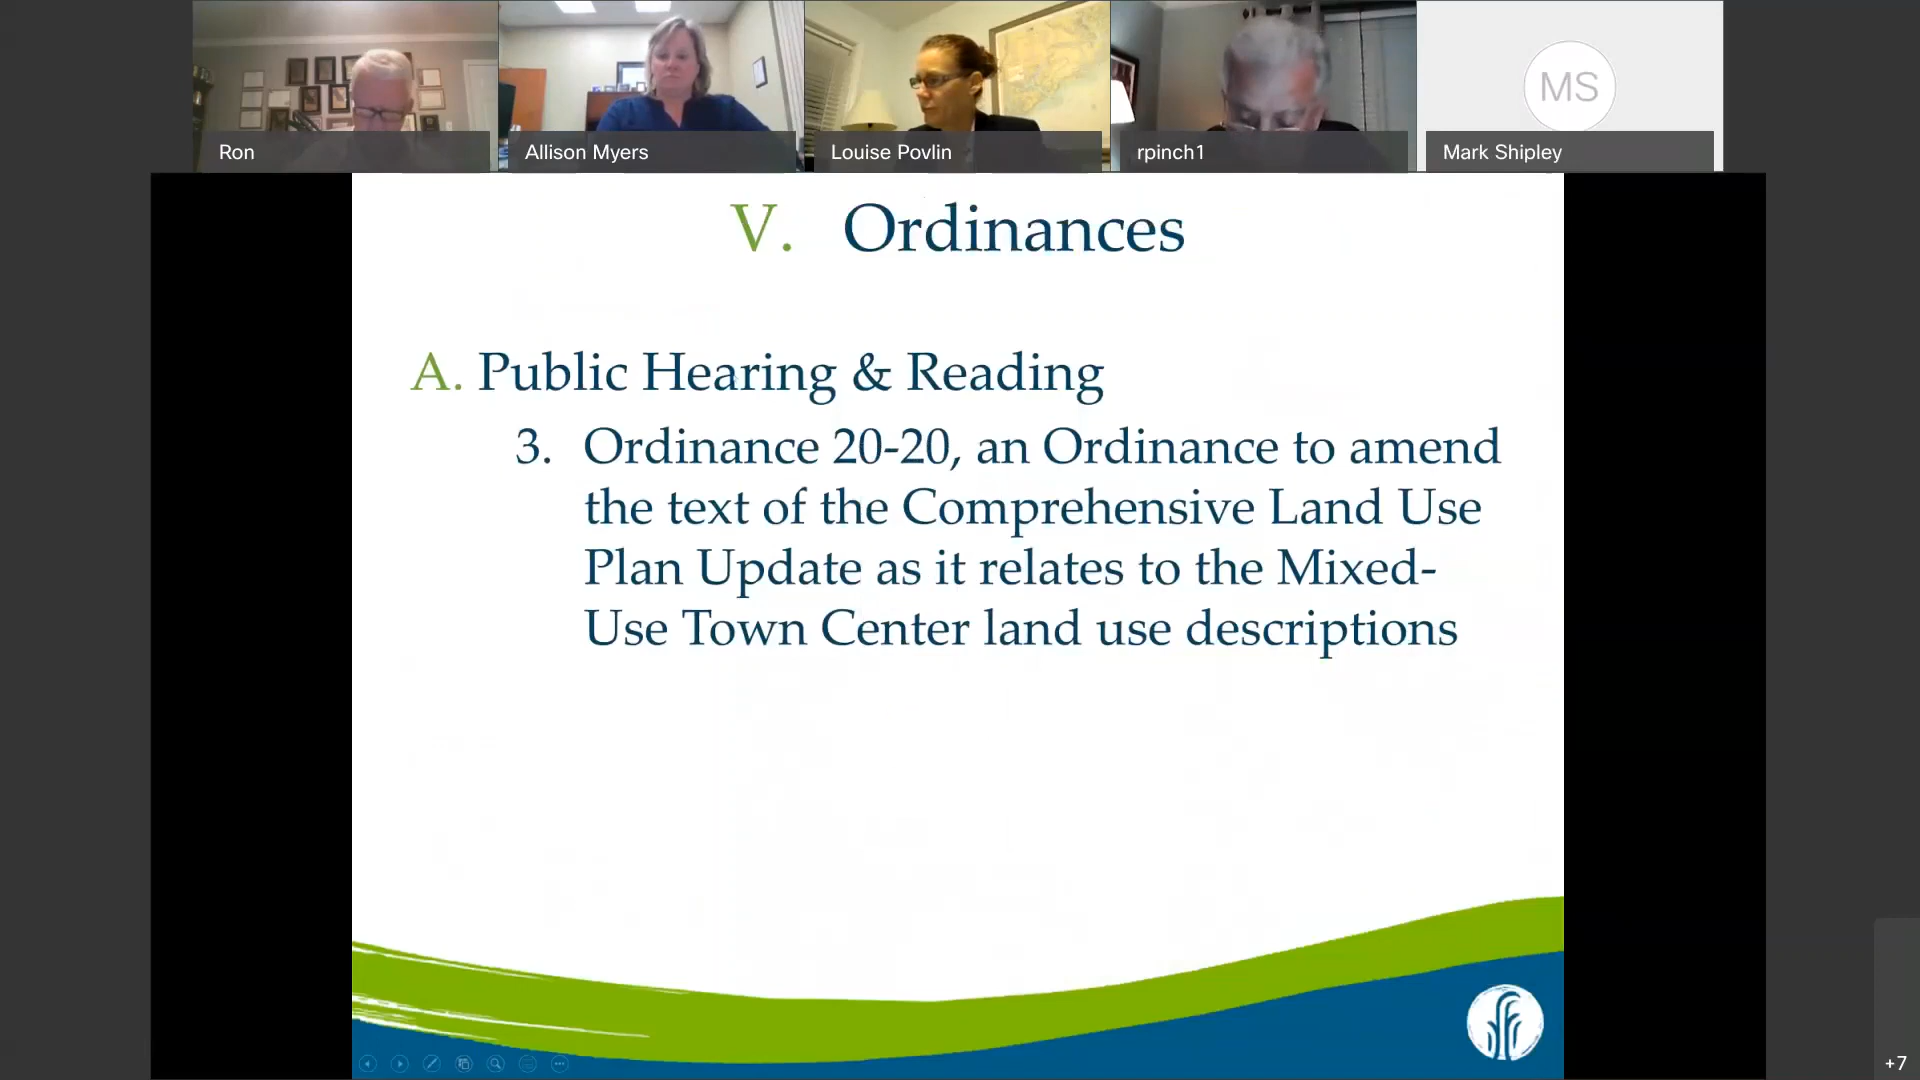 Ron
Allison Myers
Louise Povlin
rpinch1
MS
Mark Shipley
V. Ordinances
A. Public Hearing & Reading
3. Ordinance 20-20, an Ordinance to amend
the text of the Comprehensive Land Use
Plan Update as it relates to the Mixed-
Use Town Center land use descriptions
+7